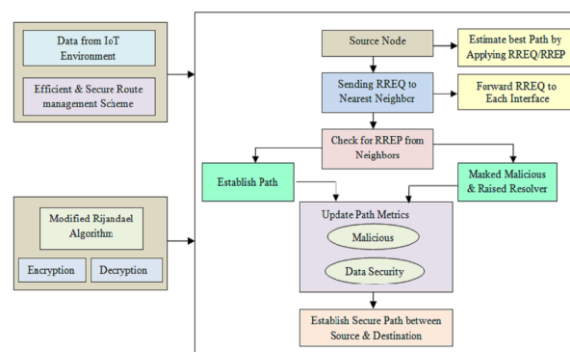 Data from IoT
Environment
Efficient & Secure Route
management Scheme
Modified Rijandael
Algorithm
Encryption
Decryption
Source Node
Estimate best Path by
Applying RREQ/RREP
Sending RREQ to
Nearest Neighbor
Forward RREQ to
Each Interface
Check for RREP from
Neighbors
Establish Path
Marked Malicious
& Raised Resolver
Update Path Metrics
Malicious
Data Security
Establish Secure Path between
Source & Destination